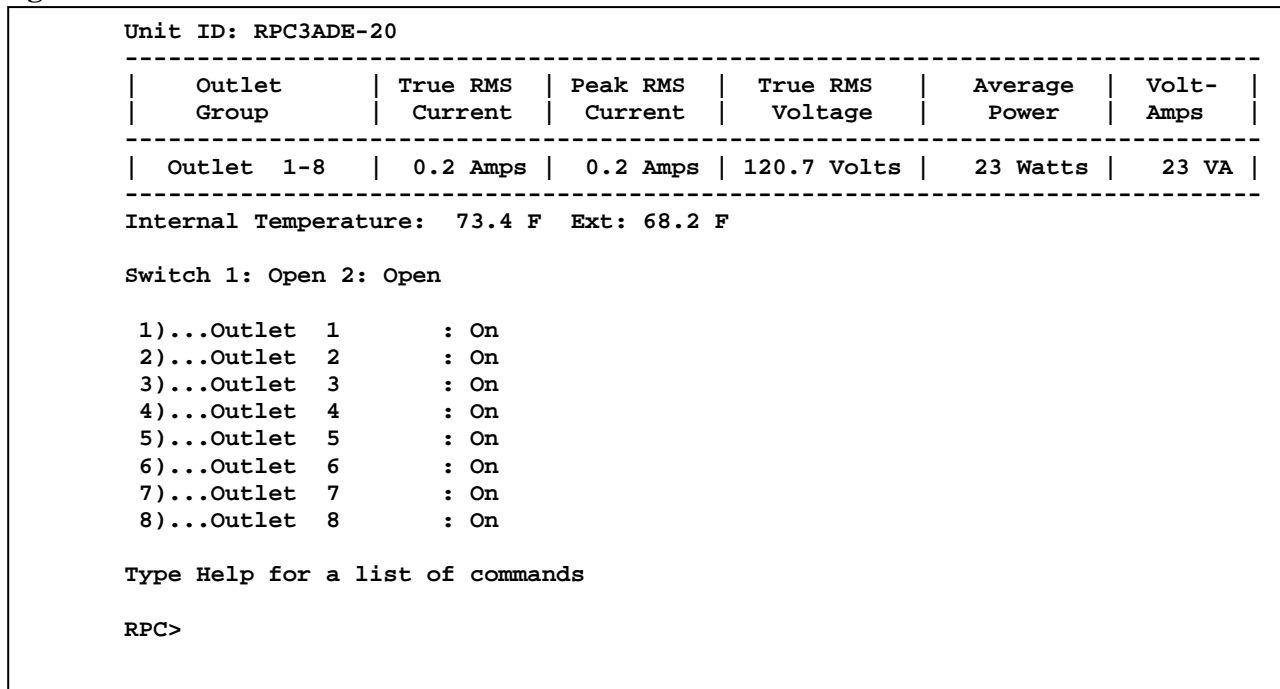 Unit ID: RPC3ADE-20
--------------------------------------------------------------------------------
|    Outlet      | True RMS  | Peak RMS  |  True RMS    |   Average   |  Volt-  |
|    Group       |  Current  |  Current  |   Voltage    |    Power    |  Amps   |
--------------------------------------------------------------------------------
|  Outlet  1-8   |  0.2 Amps |  0.2 Amps | 120.7 Volts |   23 Watts |   23 VA |
--------------------------------------------------------------------------------
Internal Temperature:  73.4 F  Ext: 68.2 F
Switch 1: Open 2: Open
1)...Outlet  1       : On
2)...Outlet  2       : On
3)...Outlet  3       : On
4)...Outlet  4       : On
5)...Outlet  5       : On
6)...Outlet  6       : On
7)...Outlet  7       : On
8)...Outlet  8       : On
Type Help for a list of commands
RPC>